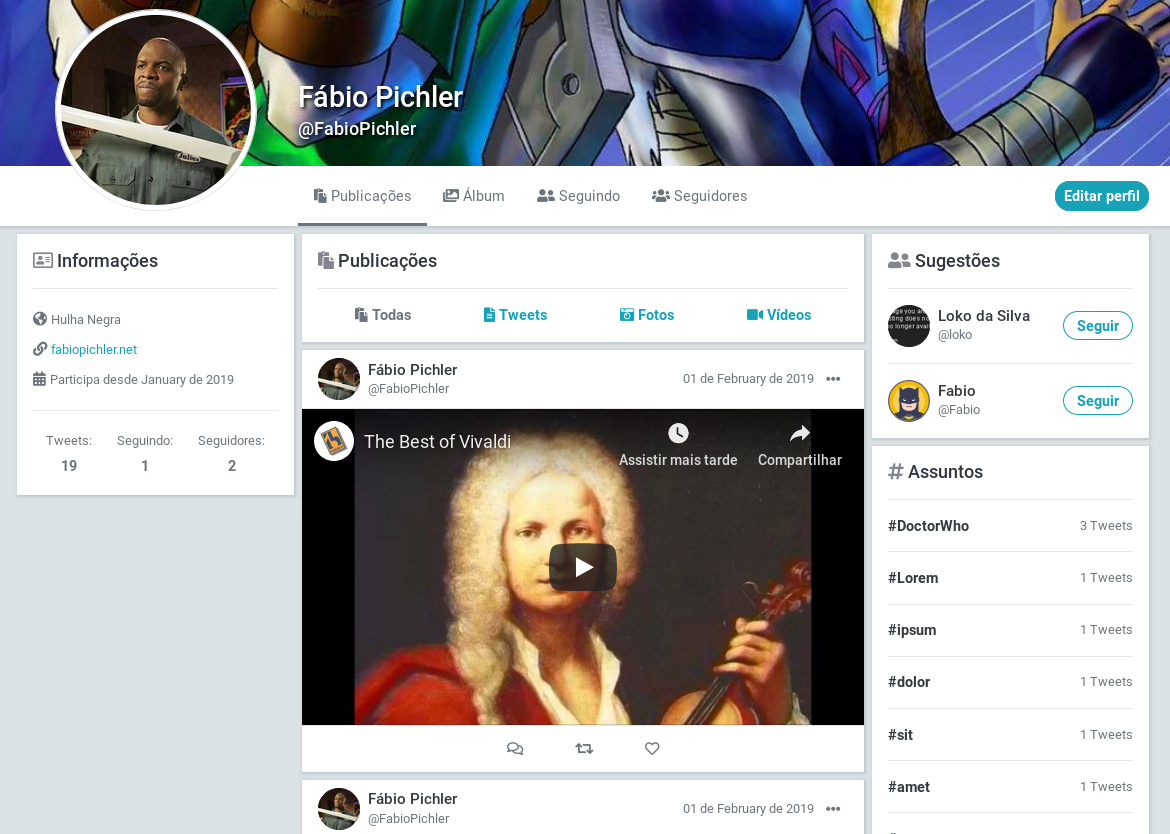 Fábio Pichler
@FabioPichler
Julius
Publicações
Álbum
Seguindo
Seguidores
Editar perfil
Informações
Hulha Negra
fabiopichler.net
Participa desde January de 2019
Tweets: Seguindo: Seguidores:
19 1 2
Publicações
Todas Tweets Fotos Vídeos
Fábio Pichler
@FabioPichler
01 de February de 2019
The Best of Vivaldi
Assistir mais tarde
Compartilhar
Fábio Pichler
@FabioPichler
01 de February de 2019
Sugestões
Loko da Silva
@loko
Seguir
Fabio
@Fabio
Seguir
# Assuntos
#DoctorWho 3 Tweets
#Lorem 1 Tweets
#ipsum 1 Tweets
#dolor 1 Tweets
#sit 1 Tweets
#amet 1 Tweets